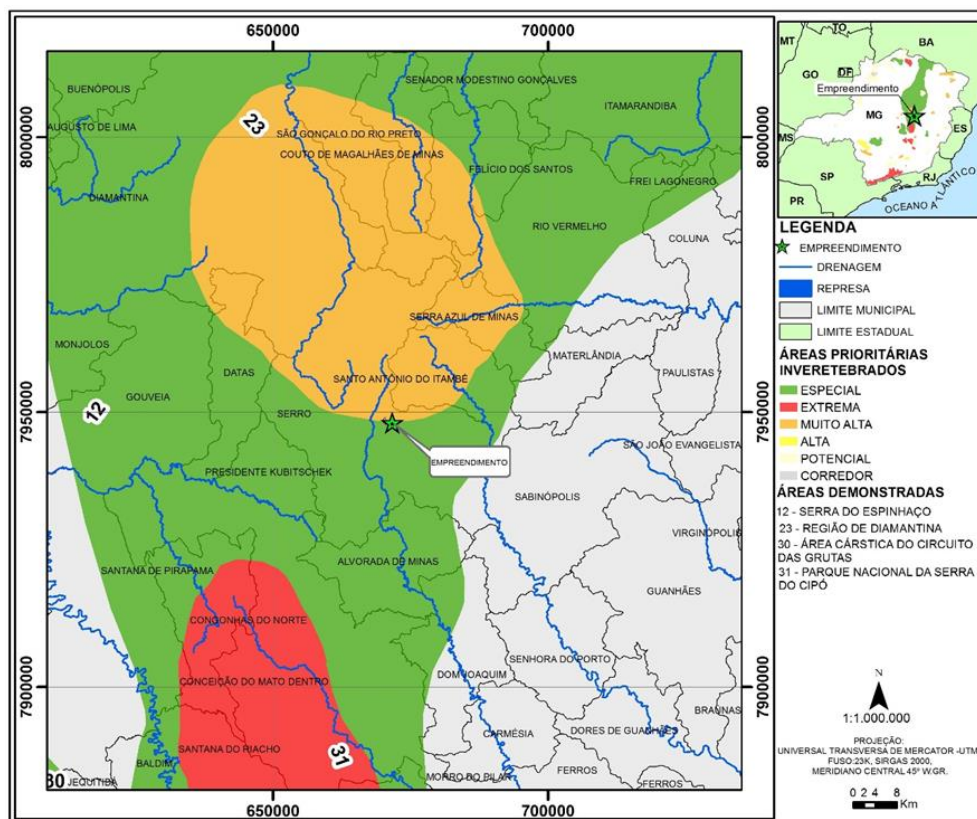 650000
700000
8000000
7950000
7900000
8000000
7950000
7900000
650000
700000
BUENÓPOLIS
SENADOR MODESTINO GONÇALVES
AUGUSTO DE LIMA
23
ITAMARANDIBA
SÃO GONÇALO DO RIO PRETO
COUTO DE MAGALHÃES DE MINAS
FELÍCIO DOS SANTOS
FREI LAGONEGRO
DIAMANTINA
RIO VERMELHO
COLUNA
SERRA AZUL DE MINAS
MONJOLOS
MATERLÂNDIA
DATAS
PAULISTAS
SANTO ANTÔNIO DO ITAMBÉ
GOUVEIA
12
SERRO
SÃO JOÃO EVANGELISTA
EMPREENDIMENTO
PRESIDENTE KUBITSCHEK
SABINÓPOLIS
VIRGINÓPOLIS
ALVORADA DE MINAS
SANTANA DE PIRAPAMA
GUANHÃES
CONGONHAS DO NORTE
SENHORA DO PORTO
DOM JOAQUIM
CONCEIÇÃO DO MATO DENTRO
BRAUNAS
CARMÉSIA
DORES DE GUANHÃES
SANTANA DO RIACHO
31
BALDIM
30
JEQUITIBÁ
MORRO DO PILAR
FERROS
FERROS
MT
TO
BA
GO
DF
Empreendimento
MG
ES
MS
SP
RJ
PR
OCEANO ATLÂNTICO
LEGENDA
EMPREENDIMENTO
DRENAGEM
REPRESA
LIMITE MUNICIPAL
LIMITE ESTADUAL
ÁREAS PRIORITÁRIAS
INVERETEBRADOS
ESPECIAL
EXTREMA
MUITO ALTA
ALTA
POTENCIAL
CORREDOR
ÁREAS DEMONSTRADAS
12 - SERRA DO ESPINHAÇO
23 - REGIÃO DE DIAMANTINA
30 - ÁREA CÁRSTICA DO CIRCUITO
DAS GRUTAS
31 - PARQUE NACIONAL DA SERRA
DO CIPÓ
N
1:1.000.000
PROJEÇÃO:
UNIVERSAL TRANSVERSA DE MERCATOR -UTM
FUSO:23K, SIRGAS 2000,
MERIDIANO CENTRAL 45º W.GR.
0 2 4 8
Km